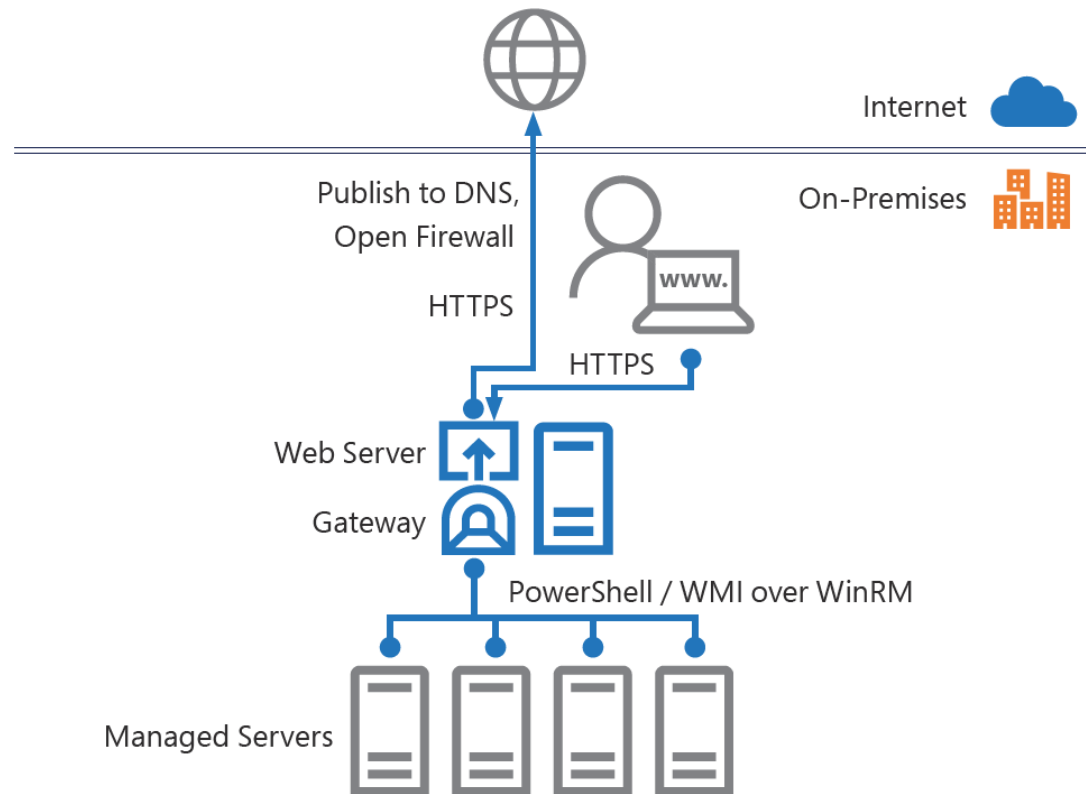 Internet
On-Premises
Publish to DNS,
Open Firewall
www.
HTTPS
HTTPS
Web Server
Gateway
PowerShell / WMI over WinRM
Managed Servers